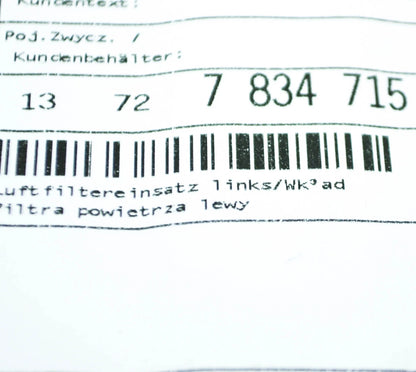 Kundentext:
Poj.Zwycz. /
Kundenbehälter:
13 72 7 834 715
Luftfiltereinsatz links/Wk³ad
filtra powietrza lewy